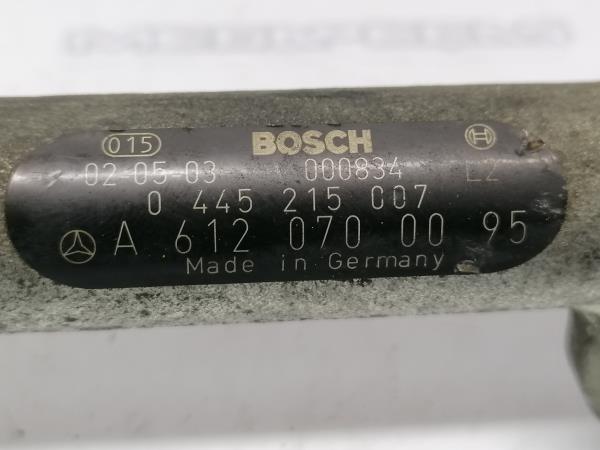 015 BOSCH
02 05 03 000834 E2
0 445 215 007
A 612 070 00 95
Made in Germany